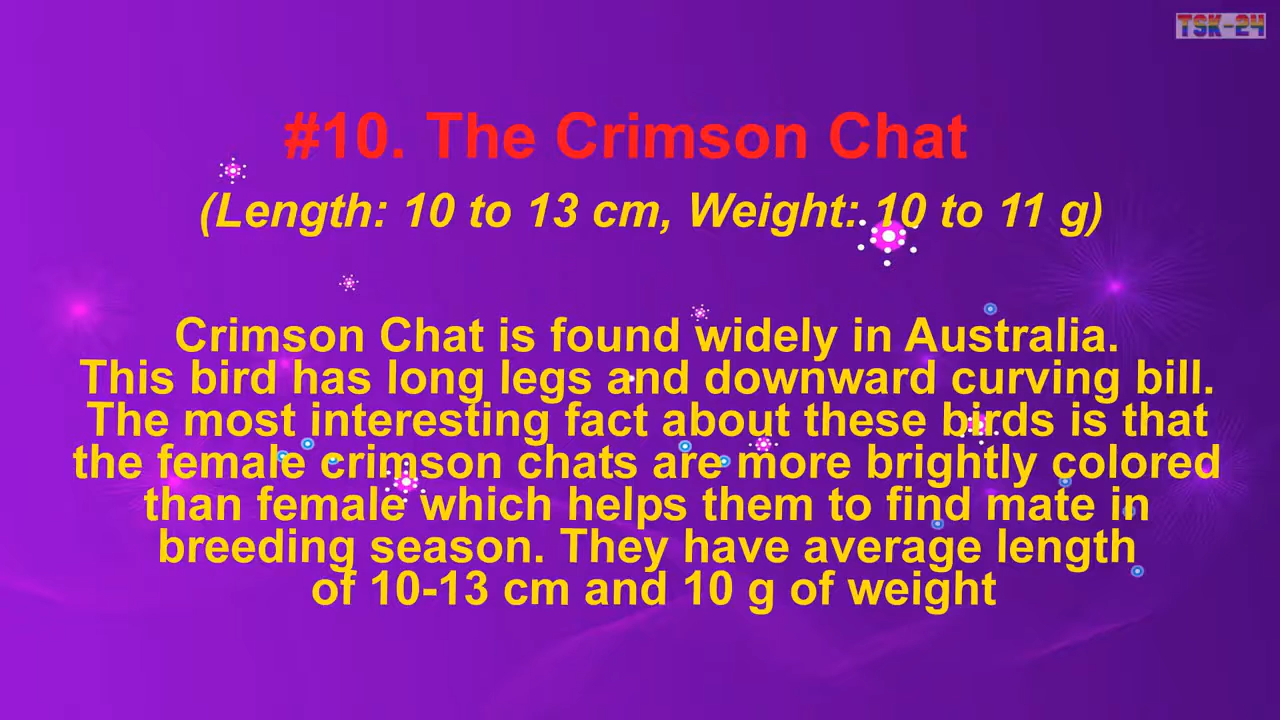 TSK-24
#10. The Crimson Chat
(Length: 10 to 13 cm, Weight: 10 to 11 g)
Crimson Chat is found widely in Australia.
This bird has long legs and downward curving bill.
The most interesting fact about these birds is that
the female crimson chats are more brightly colored
than female which helps them to find mate in
breeding season. They have average length
of 10-13 cm and 10 g of weight